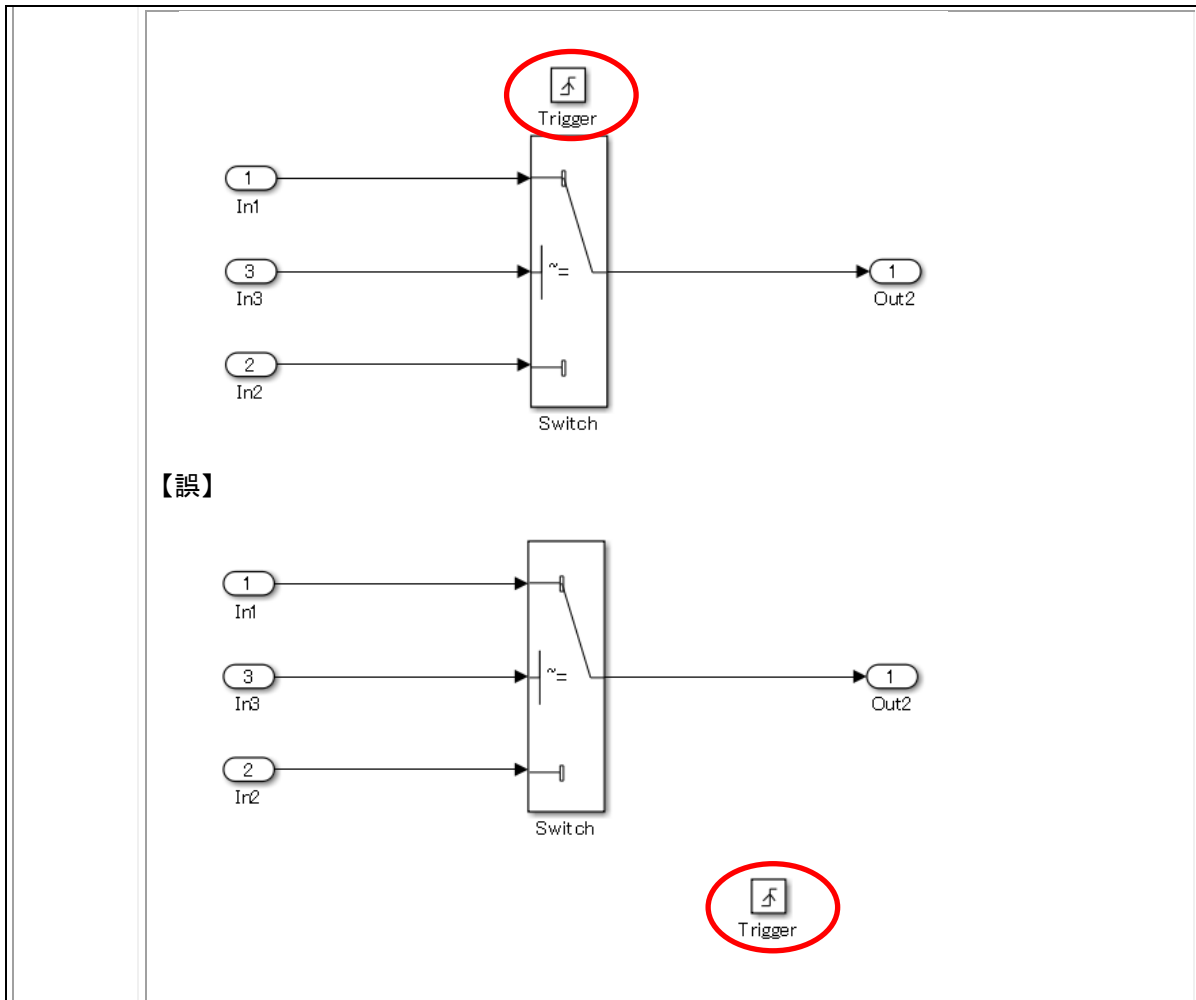 Trigger
1
In1
3
~=
1
In3
Out2
2
In2
Switch
【誤】
1
In1
3
~=
1
In3
Out2
2
In2
Switch
Trigger